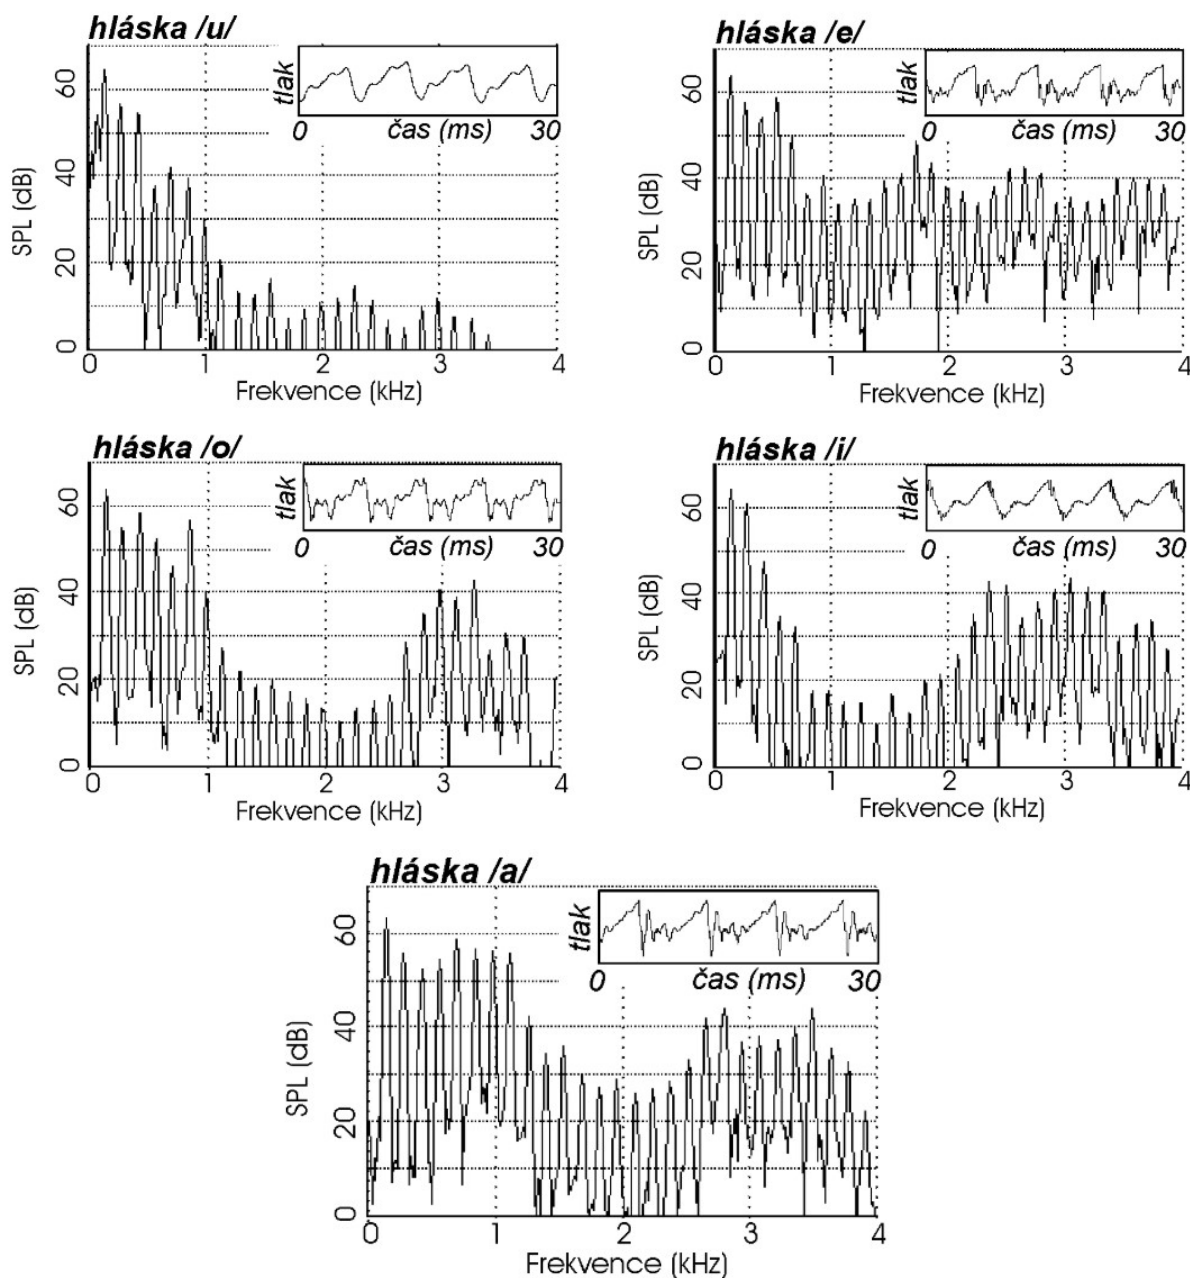 hláska /u/
SPL (dB)
60
40
20
0
tlak
0 čas (ms) 30
0 1 2 3 4
Frekvence (kHz)
hláska /e/
SPL (dB)
60
40
20
0
tlak
0 čas (ms) 30
0 1 2 3 4
Frekvence (kHz)
hláska /o/
SPL (dB)
60
40
20
0
tlak
0 čas (ms) 30
0 1 2 3 4
Frekvence (kHz)
hláska /i/
SPL (dB)
60
40
20
0
tlak
0 čas (ms) 30
0 1 2 3 4
Frekvence (kHz)
hláska /a/
SPL (dB)
60
40
20
0
tlak
0 čas (ms) 30
0 1 2 3 4
Frekvence (kHz)